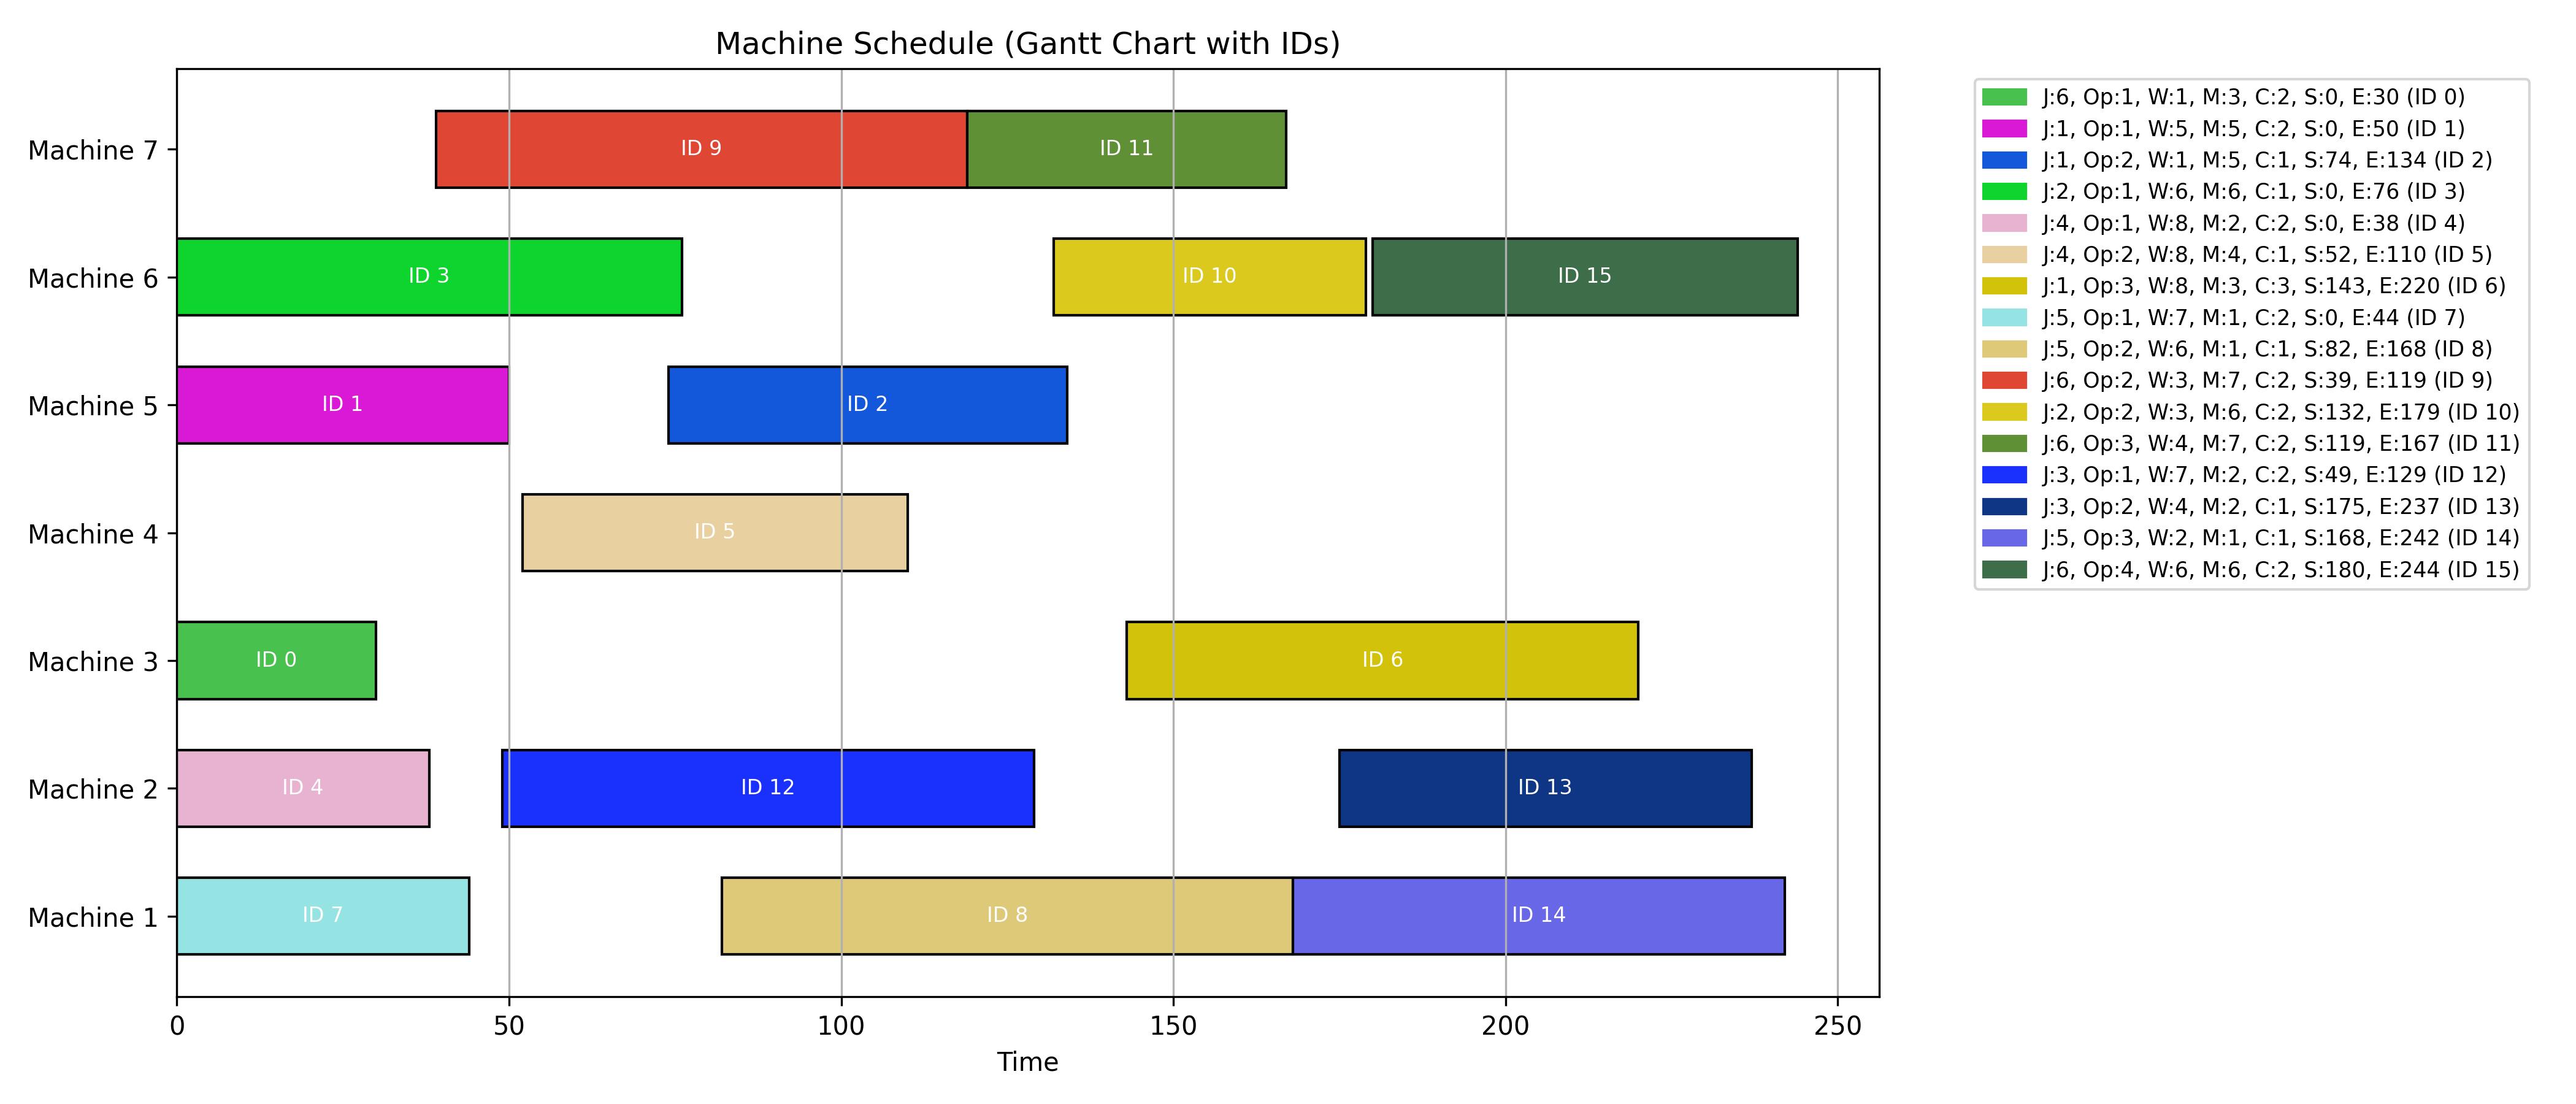 Machine Schedule (Gantt Chart with IDs)
Machine 7
Machine 6
Machine 5
Machine 4
Machine 3
Machine 2
Machine 1
ID 9
ID 11
ID 3
ID 10
ID 15
ID 1
ID 2
ID 5
ID 0
ID 6
ID 4
ID 12
ID 13
ID 7
ID 8
ID 14
0
50
100
150
200
250
Time
J:6, Op:1, W:1, M:3, C:2, S:0, E:30 (ID 0)
J:1, Op:1, W:5, M:5, C:2, S:0, E:50 (ID 1)
J:1, Op:2, W:1, M:5, C:1, S:74, E:134 (ID 2)
J:2, Op:1, W:6, M:6, C:1, S:0, E:76 (ID 3)
J:4, Op:1, W:8, M:2, C:2, S:0, E:38 (ID 4)
J:4, Op:2, W:8, M:4, C:1, S:52, E:110 (ID 5)
J:1, Op:3, W:8, M:3, C:3, S:143, E:220 (ID 6)
J:5, Op:1, W:7, M:1, C:2, S:0, E:44 (ID 7)
J:5, Op:2, W:6, M:1, C:1, S:82, E:168 (ID 8)
J:6, Op:2, W:3, M:7, C:2, S:39, E:119 (ID 9)
J:2, Op:2, W:3, M:6, C:2, S:132, E:179 (ID 10)
J:6, Op:3, W:4, M:7, C:2, S:119, E:167 (ID 11)
J:3, Op:1, W:7, M:2, C:2, S:49, E:129 (ID 12)
J:3, Op:2, W:4, M:2, C:1, S:175, E:237 (ID 13)
J:5, Op:3, W:2, M:1, C:1, S:168, E:242 (ID 14)
J:6, Op:4, W:6, M:6, C:2, S:180, E:244 (ID 15)